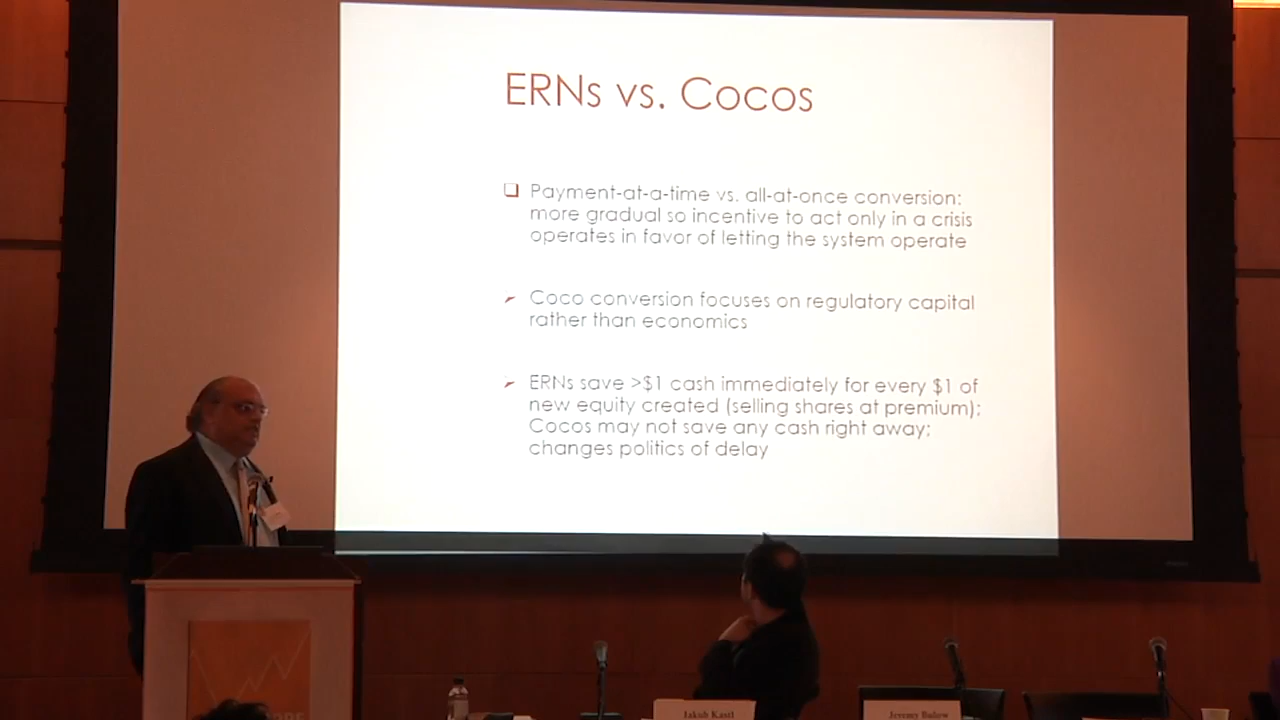 ERNs vs. Cocos
Payment-at-a-time vs. all-at-once conversion:
more gradual so incentive to act only in a crisis
operates in favor of letting the system operate
Coco conversion focuses on regulatory capital
rather than economics
ERNs save >$1 cash immediately for every $1 of
new equity created (selling shares at premium);
Cocos may not save any cash right away;
changes politics of delay
Jakub Kastl
Jeremy Bulow